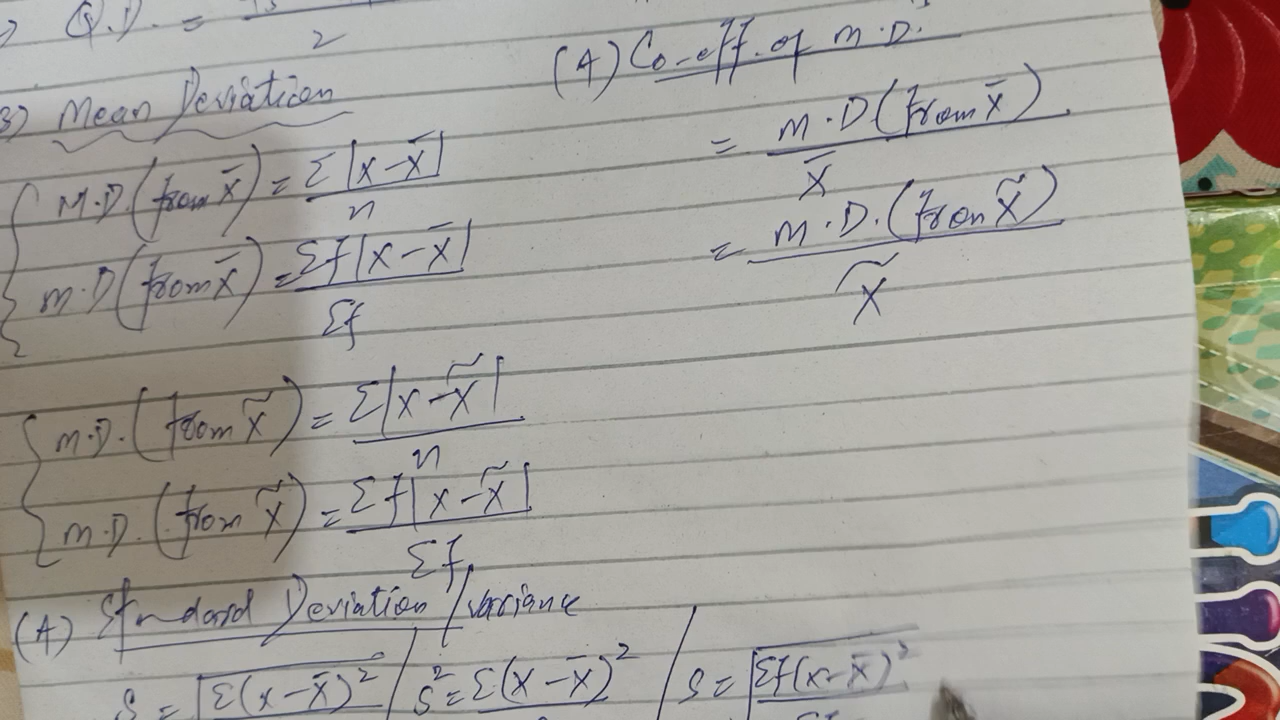 Q.D. =
2
3) Mean Deviation
M.D. (from x̄) = Σ|x-x̄|
n
M.D (from x̄) = Σf|x-x̄|
Σf
M.D. (from x̃) = Σ|x-x̃|
n
M.D. (from x̃) = Σf|x-x̃|
Σf
(4) Co-eff. of M.D.
= M.D (from x̄)
x̄
= M.D. (from x̃)
x̃
(4) Standard Deviation / variance
S = √Σ(x-x̄)² / S² = Σ(x-x̄)² / S = √Σf(x-x̄)²